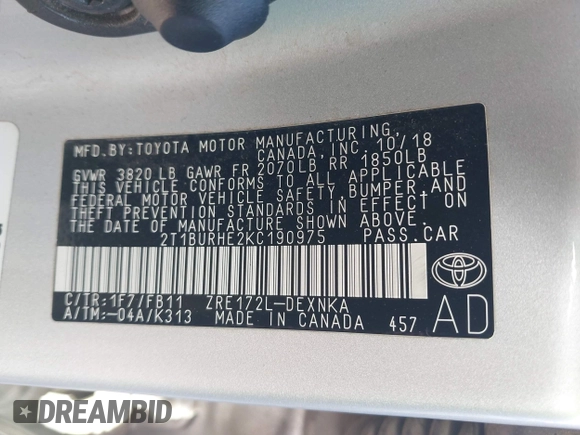 MFD. BY: TOYOTA MOTOR MANUFACTURING,
CANADA, INC. 10/18
GVWR 3820 LB GAWR FR 2070LB RR 1850LB
THIS VEHICLE CONFORMS TO ALL APPLICABLE
FEDERAL MOTOR VEHICLE SAFETY, BUMPER AND
THEFT PREVENTION STANDARDS IN EFFECT ON
THE DATE OF MANUFACTURE SHOWN ABOVE.
2T1BURHE2KC190975 PASS.CAR
C/TR:1F7/FB11 ZRE172L-DEXNKA
A/TM:-04A/K313 MADE IN CANADA 457 AD
DREAMBID